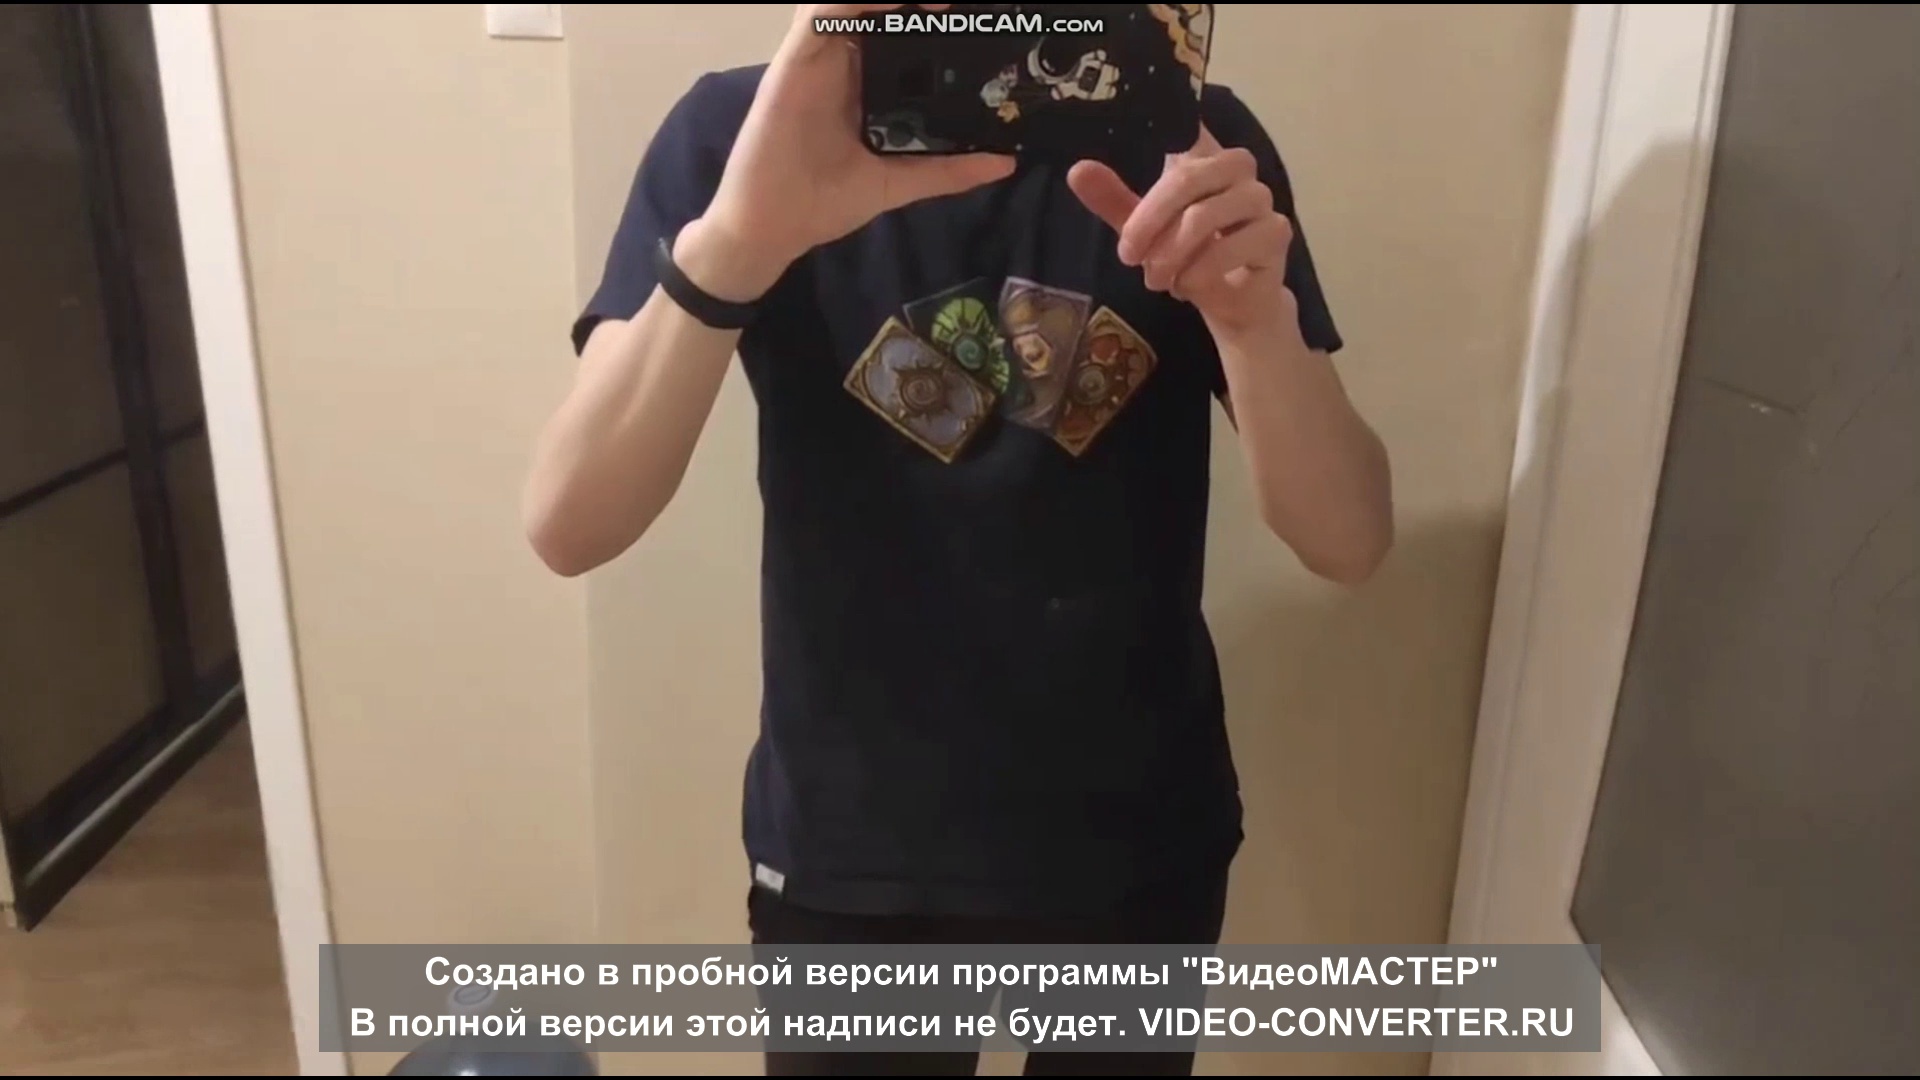 www.BANDICAM.com
Создано в пробной версии программы "ВидеоМАСТЕР"
В полной версии этой надписи не будет. VIDEO-CONVERTER.RU